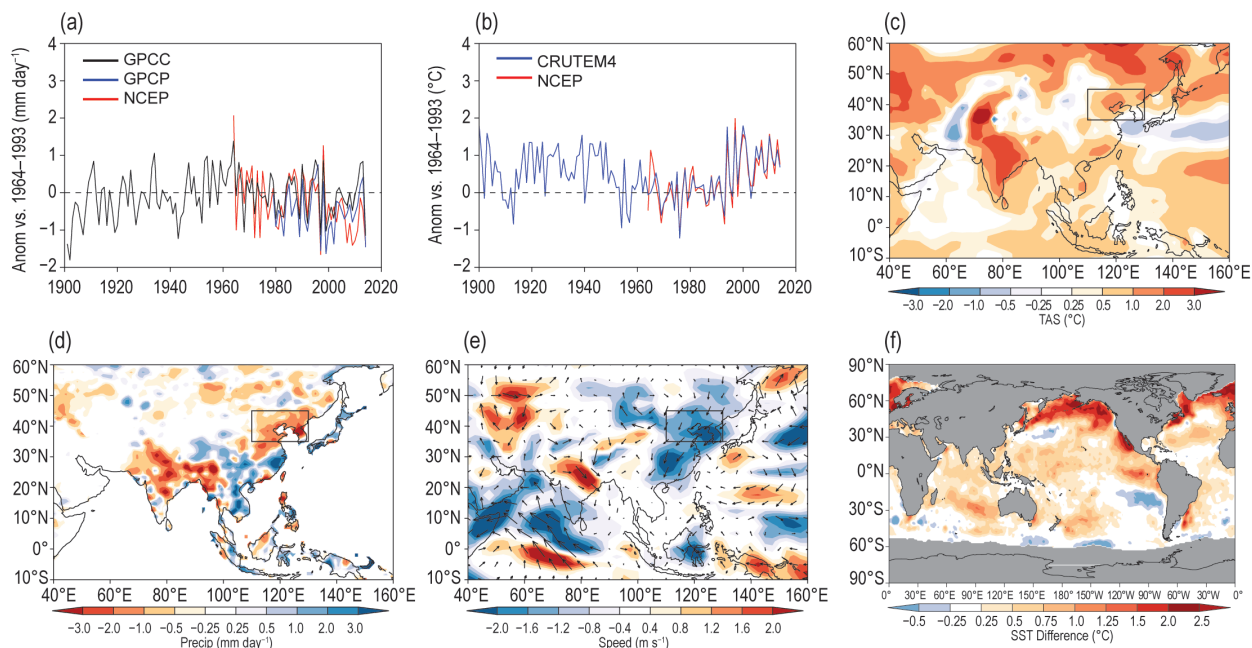 (a)
Anom vs. 1964–1993 (mm day⁻¹)
4
3
2
1
0
−1
−2
GPCC
GPCP
NCEP
1900 1920 1940 1960 1980 2000 2020
(b)
Anom vs. 1964–1993 (°C)
4
3
2
1
0
−1
−2
CRUTEM4
NCEP
1900 1920 1940 1960 1980 2000 2020
(c)
60°N
50°N
40°N
30°N
20°N
10°N
0°
10°S
40°E 60°E 80°E 100°E 120°E 140°E 160°E
−3.0 −2.0 −1.0 −0.5 −0.25 0.25 0.5 1.0 2.0 3.0
TAS (°C)
(d)
60°N
50°N
40°N
30°N
20°N
10°N
0°
10°S
40°E 60°E 80°E 100°E 120°E 140°E 160°E
−3.0 −2.0 −1.0 −0.5 −0.25 0.25 0.5 1.0 2.0 3.0
Precip (mm day⁻¹)
(e)
60°N
50°N
40°N
30°N
20°N
10°N
0°
10°S
40°E 60°E 80°E 100°E 120°E 140°E 160°E
−2.0 −1.6 −1.2 −0.8 −0.4 0.4 0.8 1.2 1.6 2.0
Speed (m s⁻¹)
(f)
90°N
60°N
30°N
0°N
30°S
60°S
90°S
0° 30°E 60°E 90°E 120°E 150°E 180° 150°W 120°W 90°W 60°W 30°W 0°
−0.5 −0.25 0.25 0.5 1.0 1.5 2.0 2.5
SST Difference (°C)